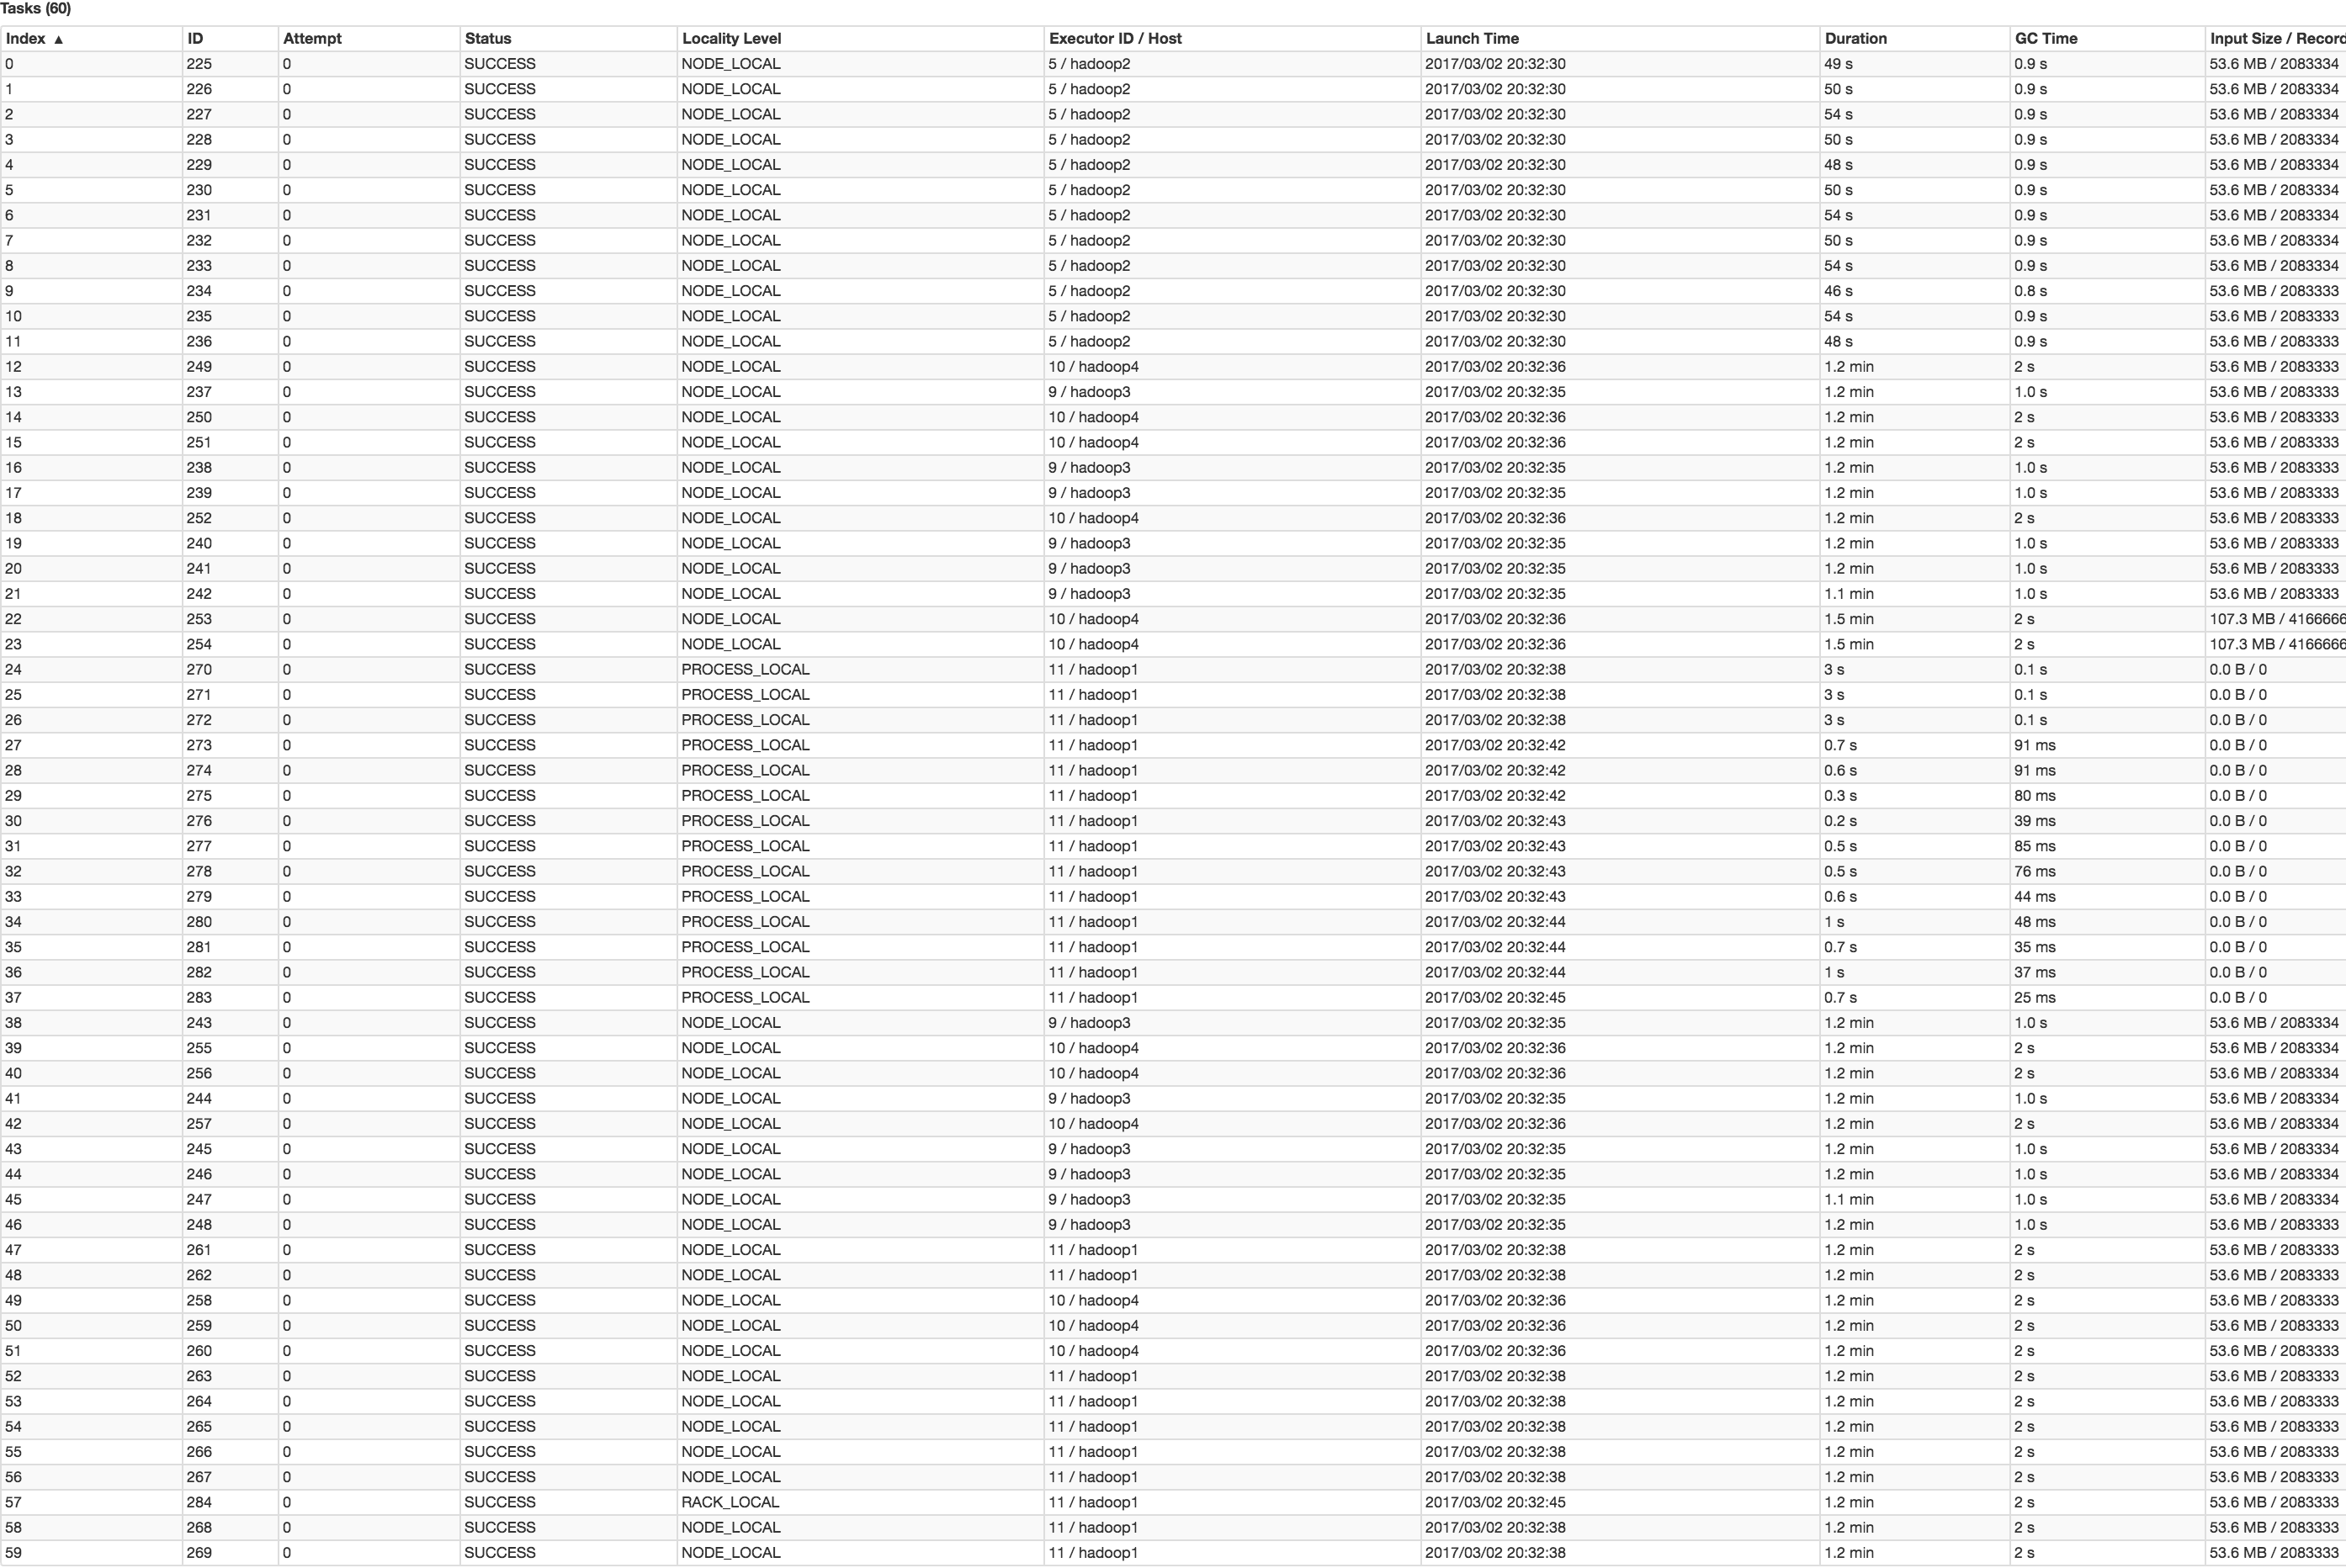 Tasks (60)
Index ▲ ID Attempt Status Locality Level Executor ID / Host Launch Time Duration GC Time Input Size / Record
0 225 0 SUCCESS NODE_LOCAL 5 / hadoop2 2017/03/02 20:32:30 49 s 0.9 s 53.6 MB / 2083334
1 226 0 SUCCESS NODE_LOCAL 5 / hadoop2 2017/03/02 20:32:30 50 s 0.9 s 53.6 MB / 2083334
2 227 0 SUCCESS NODE_LOCAL 5 / hadoop2 2017/03/02 20:32:30 54 s 0.9 s 53.6 MB / 2083334
3 228 0 SUCCESS NODE_LOCAL 5 / hadoop2 2017/03/02 20:32:30 50 s 0.9 s 53.6 MB / 2083334
4 229 0 SUCCESS NODE_LOCAL 5 / hadoop2 2017/03/02 20:32:30 48 s 0.9 s 53.6 MB / 2083334
5 230 0 SUCCESS NODE_LOCAL 5 / hadoop2 2017/03/02 20:32:30 50 s 0.9 s 53.6 MB / 2083334
6 231 0 SUCCESS NODE_LOCAL 5 / hadoop2 2017/03/02 20:32:30 54 s 0.9 s 53.6 MB / 2083334
7 232 0 SUCCESS NODE_LOCAL 5 / hadoop2 2017/03/02 20:32:30 50 s 0.9 s 53.6 MB / 2083334
8 233 0 SUCCESS NODE_LOCAL 5 / hadoop2 2017/03/02 20:32:30 54 s 0.9 s 53.6 MB / 2083334
9 234 0 SUCCESS NODE_LOCAL 5 / hadoop2 2017/03/02 20:32:30 46 s 0.8 s 53.6 MB / 2083333
10 235 0 SUCCESS NODE_LOCAL 5 / hadoop2 2017/03/02 20:32:30 54 s 0.9 s 53.6 MB / 2083333
11 236 0 SUCCESS NODE_LOCAL 5 / hadoop2 2017/03/02 20:32:30 48 s 0.9 s 53.6 MB / 2083333
12 249 0 SUCCESS NODE_LOCAL 10 / hadoop4 2017/03/02 20:32:36 1.2 min 2 s 53.6 MB / 2083333
13 237 0 SUCCESS NODE_LOCAL 9 / hadoop3 2017/03/02 20:32:35 1.2 min 1.0 s 53.6 MB / 2083333
14 250 0 SUCCESS NODE_LOCAL 10 / hadoop4 2017/03/02 20:32:36 1.2 min 2 s 53.6 MB / 2083333
15 251 0 SUCCESS NODE_LOCAL 10 / hadoop4 2017/03/02 20:32:36 1.2 min 2 s 53.6 MB / 2083333
16 238 0 SUCCESS NODE_LOCAL 9 / hadoop3 2017/03/02 20:32:35 1.2 min 1.0 s 53.6 MB / 2083333
17 239 0 SUCCESS NODE_LOCAL 9 / hadoop3 2017/03/02 20:32:35 1.2 min 1.0 s 53.6 MB / 2083333
18 252 0 SUCCESS NODE_LOCAL 10 / hadoop4 2017/03/02 20:32:36 1.2 min 2 s 53.6 MB / 2083333
19 240 0 SUCCESS NODE_LOCAL 9 / hadoop3 2017/03/02 20:32:35 1.2 min 1.0 s 53.6 MB / 2083333
20 241 0 SUCCESS NODE_LOCAL 9 / hadoop3 2017/03/02 20:32:35 1.2 min 1.0 s 53.6 MB / 2083333
21 242 0 SUCCESS NODE_LOCAL 9 / hadoop3 2017/03/02 20:32:35 1.1 min 1.0 s 53.6 MB / 2083333
22 253 0 SUCCESS NODE_LOCAL 10 / hadoop4 2017/03/02 20:32:36 1.5 min 2 s 107.3 MB / 4166666
23 254 0 SUCCESS NODE_LOCAL 10 / hadoop4 2017/03/02 20:32:36 1.5 min 2 s 107.3 MB / 4166666
24 270 0 SUCCESS PROCESS_LOCAL 11 / hadoop1 2017/03/02 20:32:38 3 s 0.1 s 0.0 B / 0
25 271 0 SUCCESS PROCESS_LOCAL 11 / hadoop1 2017/03/02 20:32:38 3 s 0.1 s 0.0 B / 0
26 272 0 SUCCESS PROCESS_LOCAL 11 / hadoop1 2017/03/02 20:32:38 3 s 0.1 s 0.0 B / 0
27 273 0 SUCCESS PROCESS_LOCAL 11 / hadoop1 2017/03/02 20:32:42 0.7 s 91 ms 0.0 B / 0
28 274 0 SUCCESS PROCESS_LOCAL 11 / hadoop1 2017/03/02 20:32:42 0.6 s 91 ms 0.0 B / 0
29 275 0 SUCCESS PROCESS_LOCAL 11 / hadoop1 2017/03/02 20:32:42 0.3 s 80 ms 0.0 B / 0
30 276 0 SUCCESS PROCESS_LOCAL 11 / hadoop1 2017/03/02 20:32:43 0.2 s 39 ms 0.0 B / 0
31 277 0 SUCCESS PROCESS_LOCAL 11 / hadoop1 2017/03/02 20:32:43 0.5 s 85 ms 0.0 B / 0
32 278 0 SUCCESS PROCESS_LOCAL 11 / hadoop1 2017/03/02 20:32:43 0.5 s 76 ms 0.0 B / 0
33 279 0 SUCCESS PROCESS_LOCAL 11 / hadoop1 2017/03/02 20:32:43 0.6 s 44 ms 0.0 B / 0
34 280 0 SUCCESS PROCESS_LOCAL 11 / hadoop1 2017/03/02 20:32:44 1 s 48 ms 0.0 B / 0
35 281 0 SUCCESS PROCESS_LOCAL 11 / hadoop1 2017/03/02 20:32:44 0.7 s 35 ms 0.0 B / 0
36 282 0 SUCCESS PROCESS_LOCAL 11 / hadoop1 2017/03/02 20:32:44 1 s 37 ms 0.0 B / 0
37 283 0 SUCCESS PROCESS_LOCAL 11 / hadoop1 2017/03/02 20:32:45 0.7 s 25 ms 0.0 B / 0
38 243 0 SUCCESS NODE_LOCAL 9 / hadoop3 2017/03/02 20:32:35 1.2 min 1.0 s 53.6 MB / 2083334
39 255 0 SUCCESS NODE_LOCAL 10 / hadoop4 2017/03/02 20:32:36 1.2 min 2 s 53.6 MB / 2083334
40 256 0 SUCCESS NODE_LOCAL 10 / hadoop4 2017/03/02 20:32:36 1.2 min 2 s 53.6 MB / 2083334
41 244 0 SUCCESS NODE_LOCAL 9 / hadoop3 2017/03/02 20:32:35 1.2 min 1.0 s 53.6 MB / 2083334
42 257 0 SUCCESS NODE_LOCAL 10 / hadoop4 2017/03/02 20:32:36 1.2 min 2 s 53.6 MB / 2083334
43 245 0 SUCCESS NODE_LOCAL 9 / hadoop3 2017/03/02 20:32:35 1.2 min 1.0 s 53.6 MB / 2083334
44 246 0 SUCCESS NODE_LOCAL 9 / hadoop3 2017/03/02 20:32:35 1.2 min 1.0 s 53.6 MB / 2083334
45 247 0 SUCCESS NODE_LOCAL 9 / hadoop3 2017/03/02 20:32:35 1.1 min 1.0 s 53.6 MB / 2083334
46 248 0 SUCCESS NODE_LOCAL 9 / hadoop3 2017/03/02 20:32:35 1.2 min 1.0 s 53.6 MB / 2083333
47 261 0 SUCCESS NODE_LOCAL 11 / hadoop1 2017/03/02 20:32:38 1.2 min 2 s 53.6 MB / 2083333
48 262 0 SUCCESS NODE_LOCAL 11 / hadoop1 2017/03/02 20:32:38 1.2 min 2 s 53.6 MB / 2083333
49 258 0 SUCCESS NODE_LOCAL 10 / hadoop4 2017/03/02 20:32:36 1.2 min 2 s 53.6 MB / 2083333
50 259 0 SUCCESS NODE_LOCAL 10 / hadoop4 2017/03/02 20:32:36 1.2 min 2 s 53.6 MB / 2083333
51 260 0 SUCCESS NODE_LOCAL 10 / hadoop4 2017/03/02 20:32:36 1.2 min 2 s 53.6 MB / 2083333
52 263 0 SUCCESS NODE_LOCAL 11 / hadoop1 2017/03/02 20:32:38 1.2 min 2 s 53.6 MB / 2083333
53 264 0 SUCCESS NODE_LOCAL 11 / hadoop1 2017/03/02 20:32:38 1.2 min 2 s 53.6 MB / 2083333
54 265 0 SUCCESS NODE_LOCAL 11 / hadoop1 2017/03/02 20:32:38 1.2 min 2 s 53.6 MB / 2083333
55 266 0 SUCCESS NODE_LOCAL 11 / hadoop1 2017/03/02 20:32:38 1.2 min 2 s 53.6 MB / 2083333
56 267 0 SUCCESS NODE_LOCAL 11 / hadoop1 2017/03/02 20:32:38 1.2 min 2 s 53.6 MB / 2083333
57 284 0 SUCCESS RACK_LOCAL 11 / hadoop1 2017/03/02 20:32:45 1.2 min 2 s 53.6 MB / 2083333
58 268 0 SUCCESS NODE_LOCAL 11 / hadoop1 2017/03/02 20:32:38 1.2 min 2 s 53.6 MB / 2083333
59 269 0 SUCCESS NODE_LOCAL 11 / hadoop1 2017/03/02 20:32:38 1.2 min 2 s 53.6 MB / 2083333